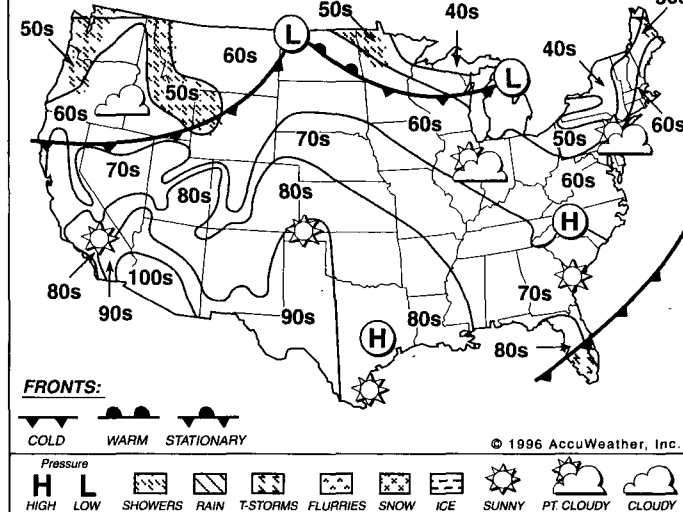 50s
40s
50s
L
60s
40s
L
50s
60s
60s
50s
70s
60s
70s
80s
80s
60s
H
100s
80s
90s
90s
70s
80s
H
80s
FRONTS:
COLD WARM STATIONARY
© 1996 AccuWeather, Inc.
Pressure
H L
HIGH LOW SHOWERS RAIN T-STORMS FLURRIES SNOW ICE SUNNY PT. CLOUDY CLOUDY